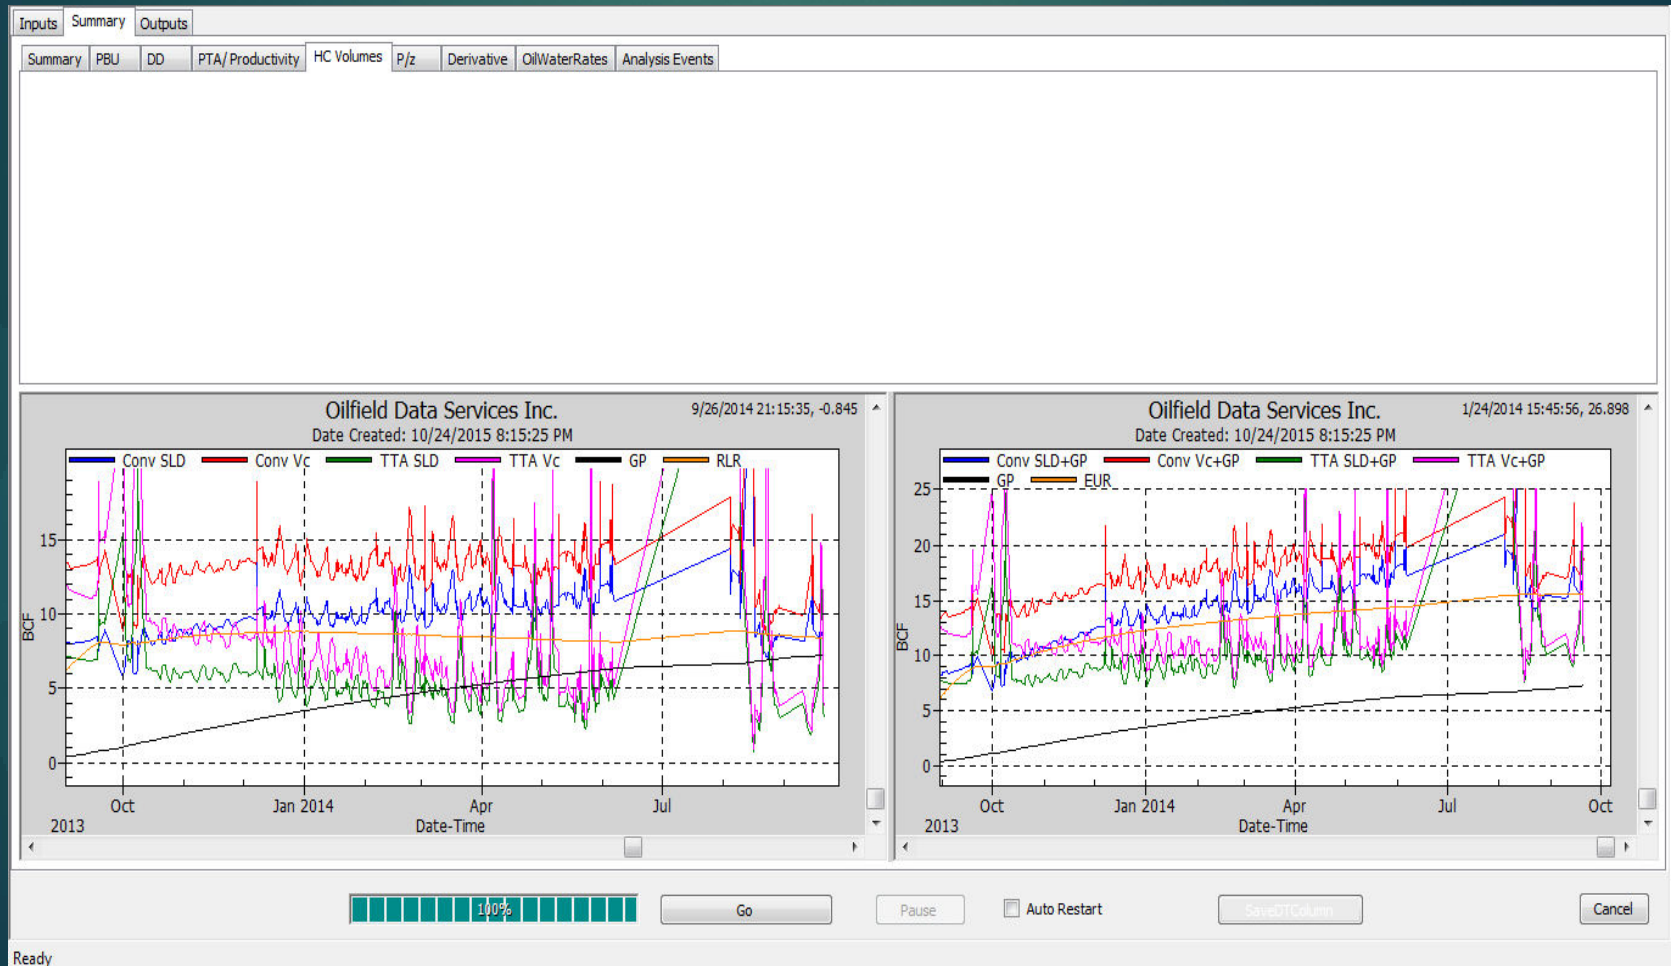 Inputs Summary Outputs
Summary PBU DD PTA/Productivity HC Volumes P/z Derivative OilWaterRates Analysis Events
Oilfield Data Services Inc. 9/26/2014 21:15:35, -0.845
Date Created: 10/24/2015 8:15:25 PM
Conv SLD Conv Vc TTA SLD TTA Vc GP RLR
15
10
5
0
BCF
Oct Jan 2014 Apr Jul
2013 Date-Time
Oilfield Data Services Inc. 1/24/2014 15:45:56, 26.898
Date Created: 10/24/2015 8:15:25 PM
Conv SLD+GP Conv Vc+GP TTA SLD+GP TTA Vc+GP
GP EUR
25
20
15
10
5
0
BCF
Oct Jan 2014 Apr Jul Oct
2013 Date-Time
100% Go Pause Auto Restart SaveDTColumn Cancel
Ready